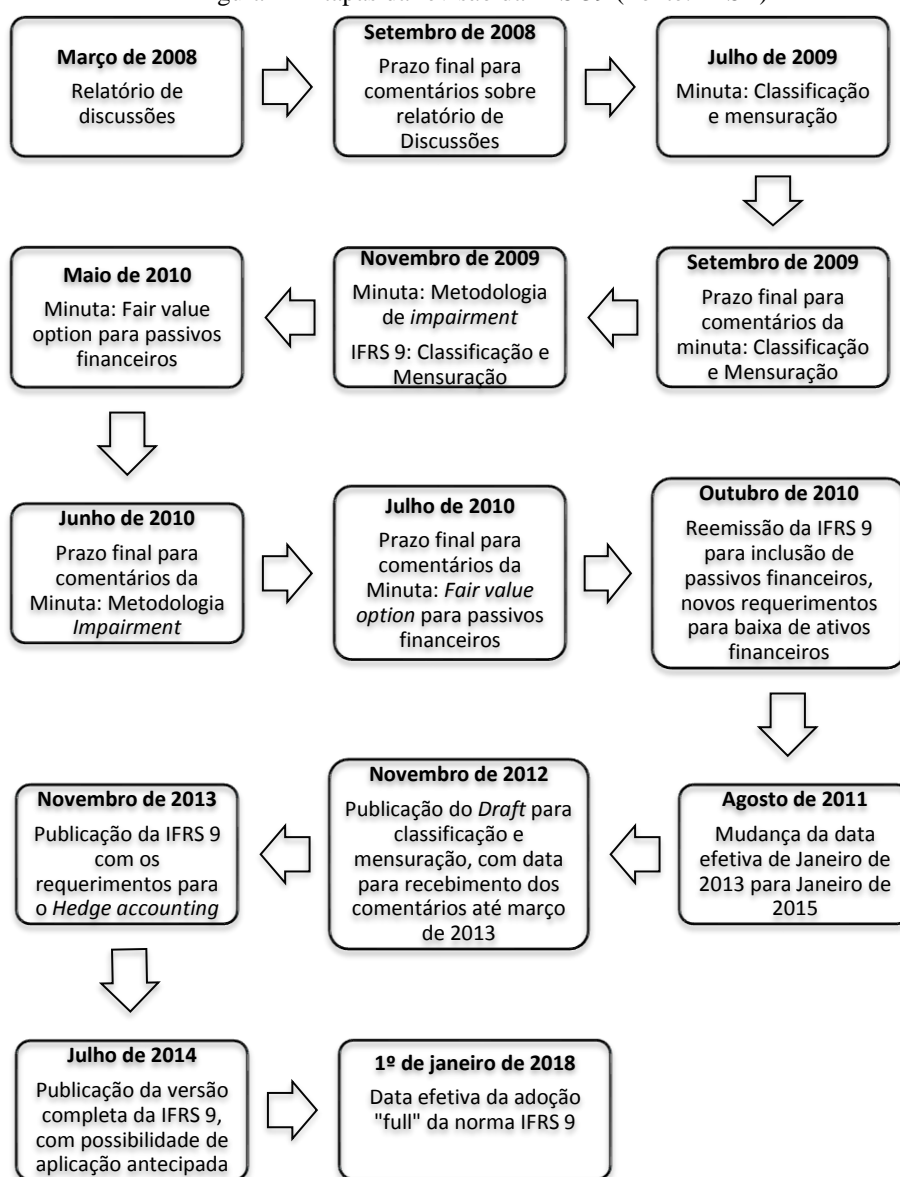 Março de 2008
Relatório de
discussões
Setembro de 2008
Prazo final para
comentários sobre
relatório de
Discussões
Julho de 2009
Minuta: Classificação
e mensuração
Setembro de 2009
Prazo final para
comentários da
minuta: Classificação
e Mensuração
Novembro de 2009
Minuta: Metodologia
de impairment
IFRS 9: Classificação e
Mensuração
Maio de 2010
Minuta: Fair value
option para passivos
financeiros
Junho de 2010
Prazo final para
comentários da
Minuta: Metodologia
Impairment
Julho de 2010
Prazo final para
comentários da
Minuta: Fair value
option para passivos
financeiros
Outubro de 2010
Reemissão da IFRS 9
para inclusão de
passivos financeiros,
novos requerimentos
para baixa de ativos
financeiros
Agosto de 2011
Mudança da data
efetiva de Janeiro de
2013 para Janeiro de
2015
Novembro de 2012
Publicação do Draft para
classificação e
mensuração, com data
para recebimento dos
comentários até março
de 2013
Novembro de 2013
Publicação da IFRS 9
com os
requerimentos para
o Hedge accounting
Julho de 2014
Publicação da versão
completa da IFRS 9,
com possibilidade de
aplicação antecipada
1º de janeiro de 2018
Data efetiva da adoção
"full" da norma IFRS 9